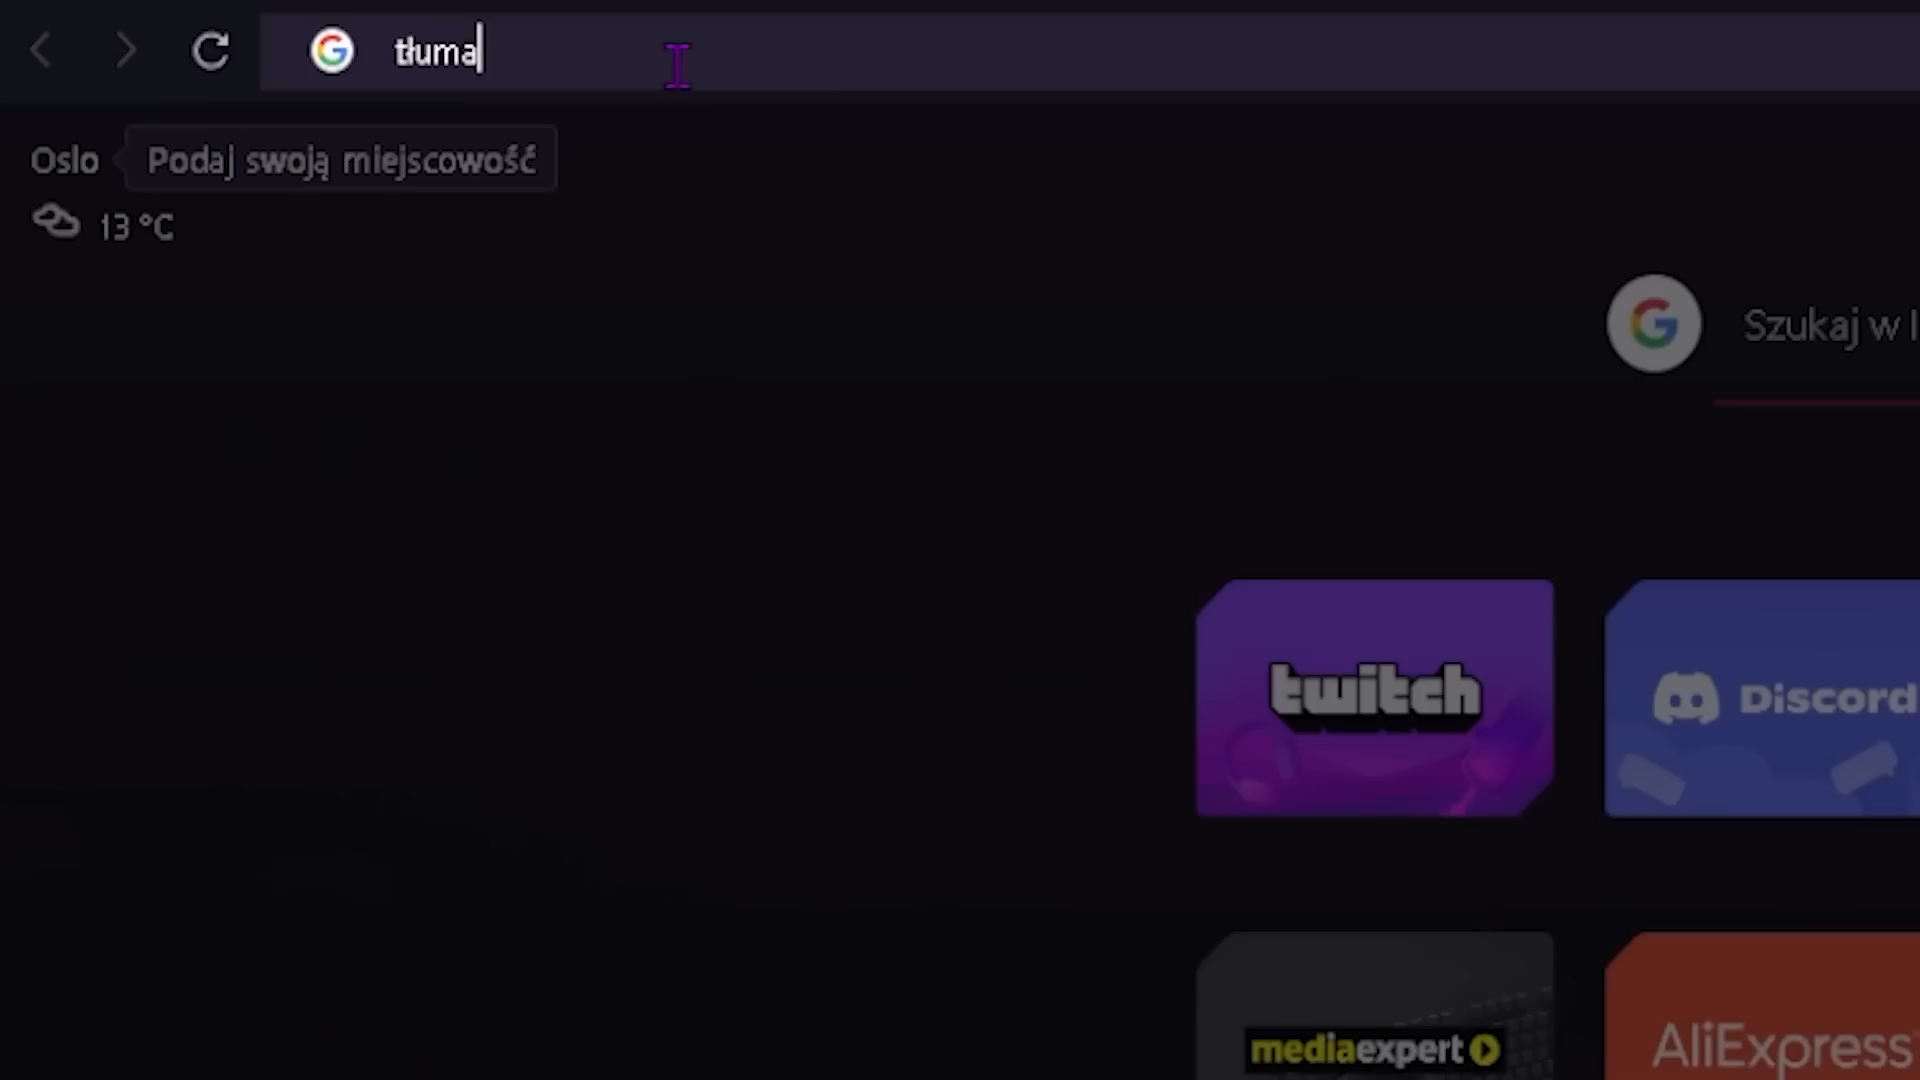 tłuma
Oslo
Podaj swoją miejscowość
13 °C
Szukaj w
twitch
Discord
mediaexpert
AliExpress